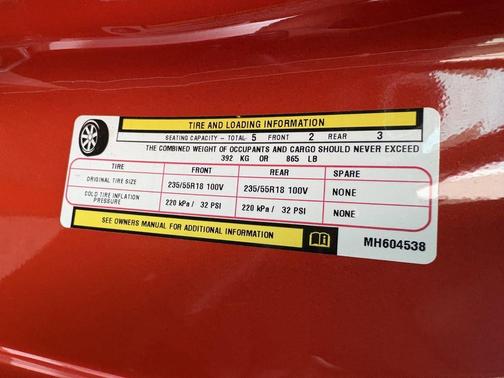 TIRE AND LOADING INFORMATION
SEATING CAPACITY - TOTAL 5 FRONT 2 REAR 3
THE COMBINED WEIGHT OF OCCUPANTS AND CARGO SHOULD NEVER EXCEED
392 KG OR 865 LB
TIRE FRONT REAR SPARE
ORIGINAL TIRE SIZE 235/55R18 100V 235/55R18 100V NONE
COLD TIRE INFLATION PRESSURE 220 kPa / 32 PSI 220 kPa / 32 PSI NONE
SEE OWNERS MANUAL FOR ADDITIONAL INFORMATION
MH604538